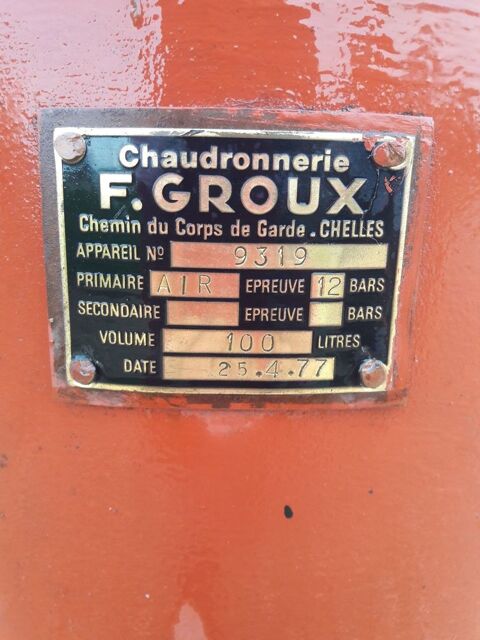 Chaudronnerie
F. GROUX
Chemin du Corps de Garde . CHELLES
APPAREIL Nº 9319
PRIMAIRE AIR EPREUVE 12 BARS
SECONDAIRE EPREUVE BARS
VOLUME 100 LITRES
DATE 25.4.77